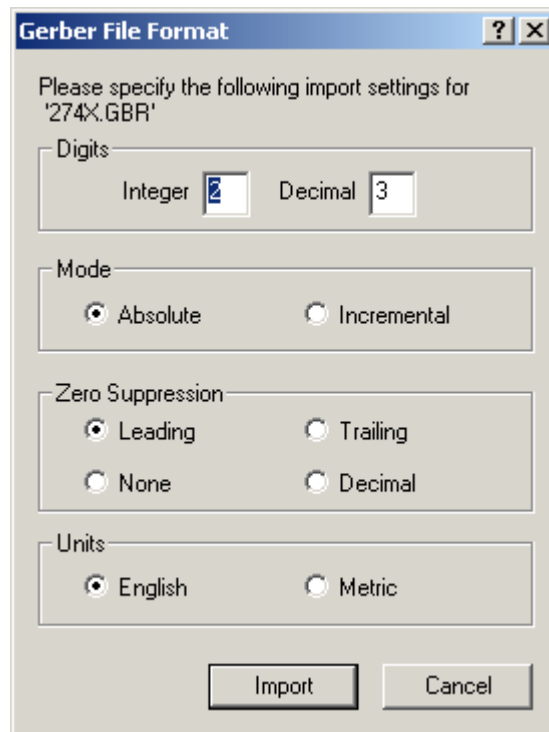 Gerber File Format
Please specify the following import settings for
'274X.GBR'
Digits
Integer 2 Decimal 3
Mode
Absolute Incremental
Zero Suppression
Leading Trailing
None Decimal
Units
English Metric
Import Cancel